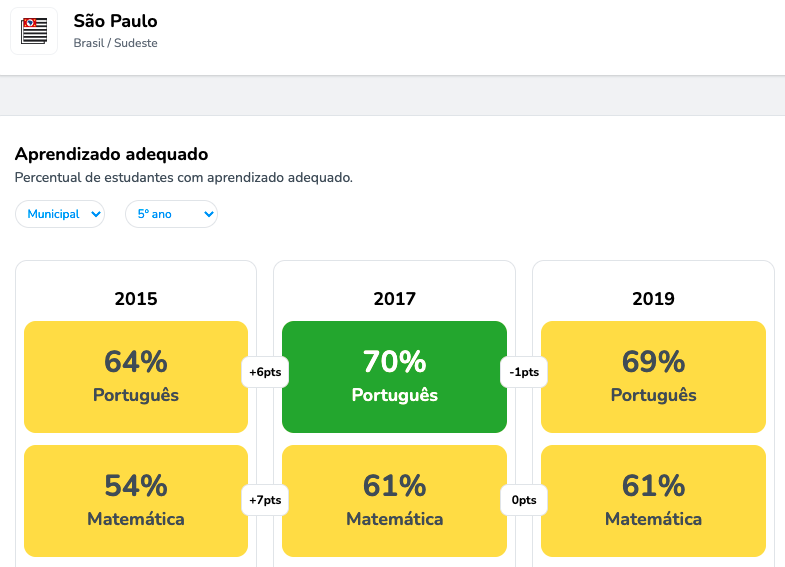 São Paulo
Brasil / Sudeste
Aprendizado adequado
Percentual de estudantes com aprendizado adequado.
Municipal
5º ano
2015
64%
Português
+6pts
54%
Matemática
+7pts
2017
70%
Português
-1pts
61%
Matemática
0pts
2019
69%
Português
61%
Matemática